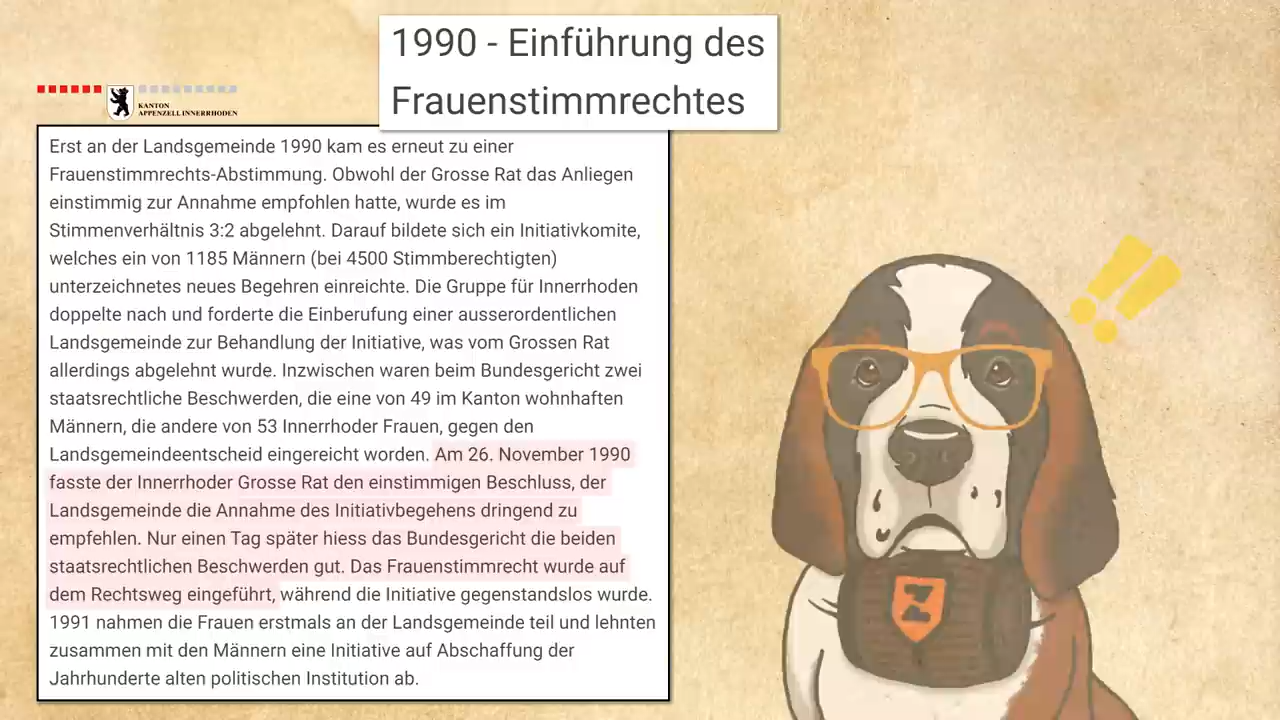 1990 - Einführung des
Frauenstimmrechtes
KANTON
APPENZELL INNERRHODEN
Erst an der Landsgemeinde 1990 kam es erneut zu einer
Frauenstimmrechts-Abstimmung. Obwohl der Grosse Rat das Anliegen
einstimmig zur Annahme empfohlen hatte, wurde es im
Stimmenverhältnis 3:2 abgelehnt. Darauf bildete sich ein Initiativkomite,
welches ein von 1185 Männern (bei 4500 Stimmberechtigten)
unterzeichnetes neues Begehren einreichte. Die Gruppe für Innerrhoden
doppelte nach und forderte die Einberufung einer ausserordentlichen
Landsgemeinde zur Behandlung der Initiative, was vom Grossen Rat
allerdings abgelehnt wurde. Inzwischen waren beim Bundesgericht zwei
staatsrechtliche Beschwerden, die eine von 49 im Kanton wohnhaften
Männern, die andere von 53 Innerrhoder Frauen, gegen den
Landsgemeindeentscheid eingereicht worden. Am 26. November 1990
fasste der Innerrhoder Grosse Rat den einstimmigen Beschluss, der
Landsgemeinde die Annahme des Initiativbegehens dringend zu
empfehlen. Nur einen Tag später hiess das Bundesgericht die beiden
staatsrechtlichen Beschwerden gut. Das Frauenstimmrecht wurde auf
dem Rechtsweg eingeführt, während die Initiative gegenstandslos wurde.
1991 nahmen die Frauen erstmals an der Landsgemeinde teil und lehnten
zusammen mit den Männern eine Initiative auf Abschaffung der
Jahrhunderte alten politischen Institution ab.
!!
Z